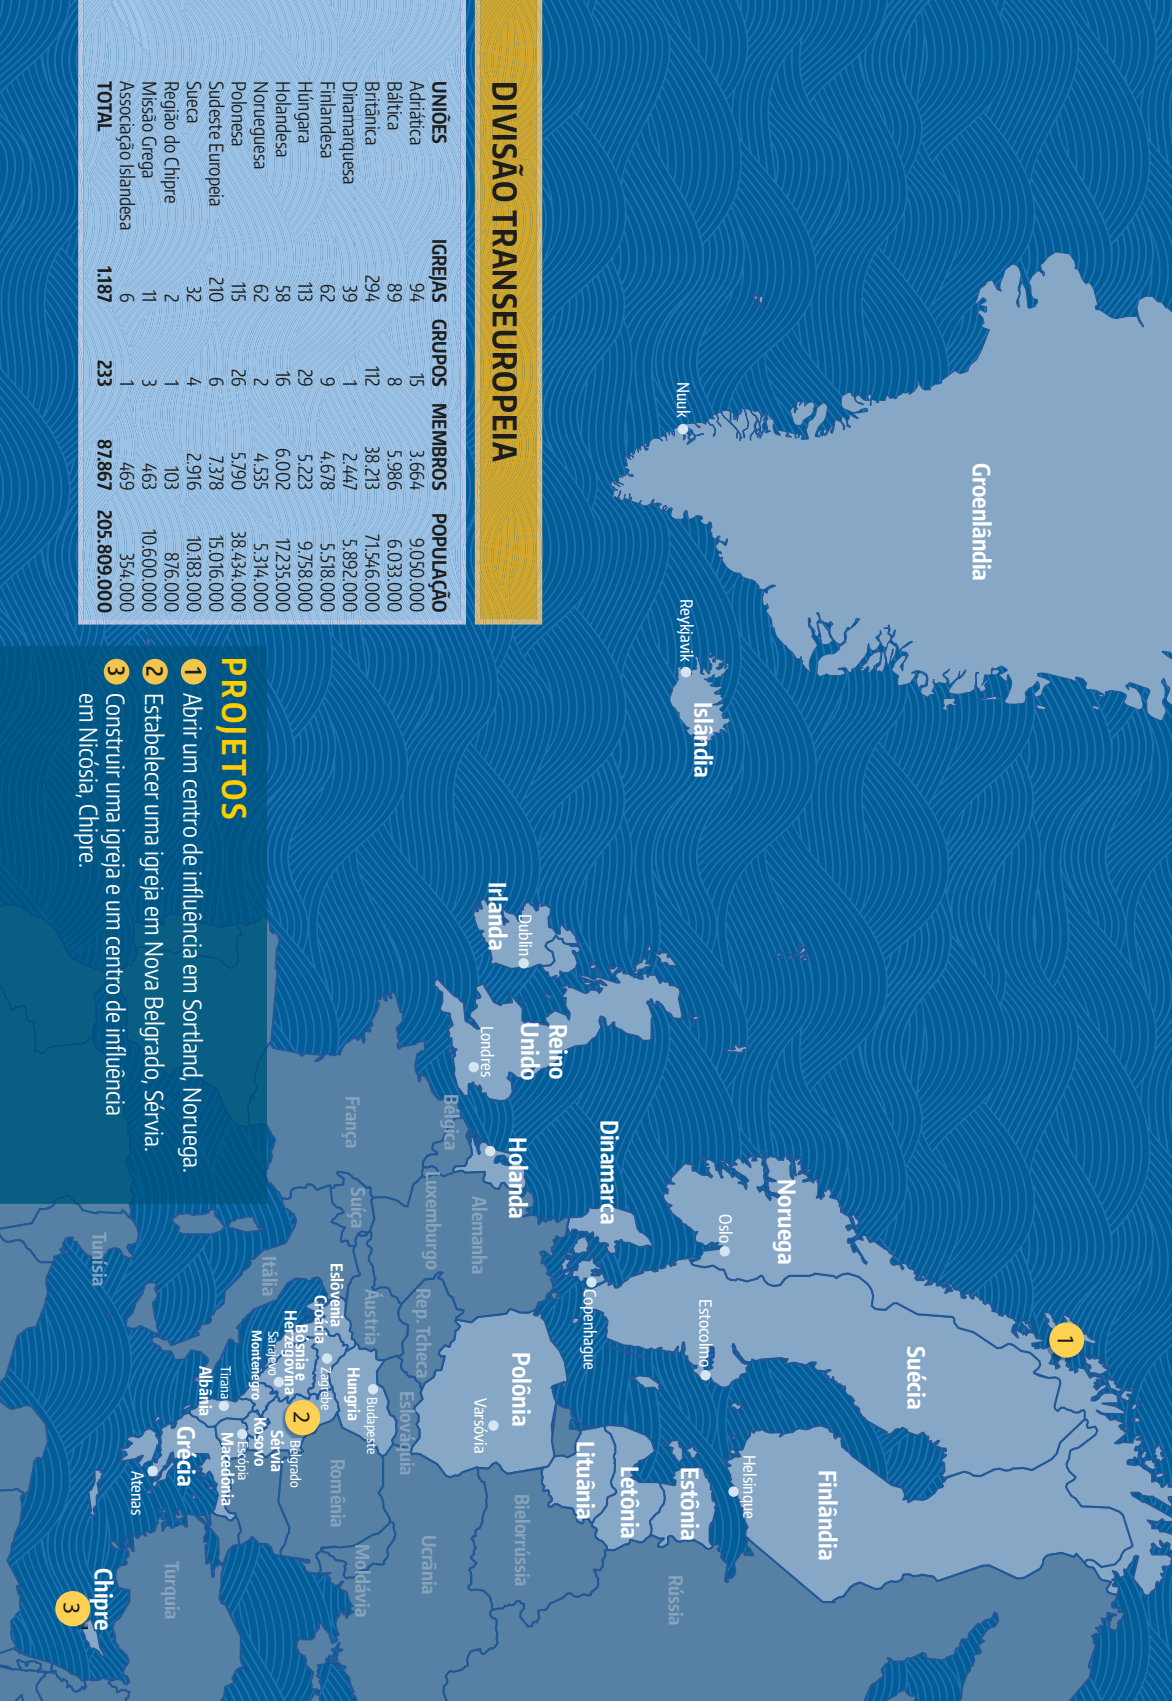 DIVISÃO TRANSEUROPEIA
UNIÕES IGREJAS GRUPOS MEMBROS POPULAÇÃO
Adriática 94 15 3.664 9.050.000
Báltica 89 8 5.986 6.033.000
Britânica 294 112 38.213 71.546.000
Dinamarquesa 39 1 2.447 5.892.000
Finlandesa 62 9 4.678 5.518.000
Húngara 113 29 5.223 9.758.000
Holandesa 58 16 6.002 17.235.000
Norueguesa 62 2 4.535 5.314.000
Polonesa 115 26 5.790 38.434.000
Sudeste Europeia 210 6 7.378 15.016.000
Sueca 32 4 2.916 10.183.000
Região do Chipre 2 1 103 876.000
Missão Grega 11 3 463 10.600.000
Associação Islandesa 6 1 469 354.000
TOTAL 1.187 233 87.867 205.809.000
PROJETOS
1 Abrir um centro de influência em Sortland, Noruega.
2 Estabelecer uma igreja em Nova Belgrado, Sérvia.
3 Construir uma igreja e um centro de influência
em Nicósia, Chipre.
Groenlândia
Nuuk
Reykjavik
Islândia
Irlanda
Dublin
Reino
Unido
Londres
Dinamarca
Copenhague
Holanda
Noruega
Oslo
1
Suécia
Estocolmo
Finlândia
Helsinque
Estônia
Letônia
Lituânia
Polônia
Varsóvia
Bélgica
França
Luxemburgo
Alemanha
Suíça
Rep. Tcheca
Áustria
Eslováquia
Itália
Tunísia
Eslôvenia
Croácia
Zagrebe
Bósnia e
Herzegovina
Sarajevo
Montenegro
Hungria
Budapeste
2
Belgrado
Sérvia
Kosovo
Tirana
Albânia
Escópia
Macedônia
Grécia
Atenas
Romênia
Moldávia
Ucrânia
Bielorrússia
Rússia
Turquia
Chipre
3